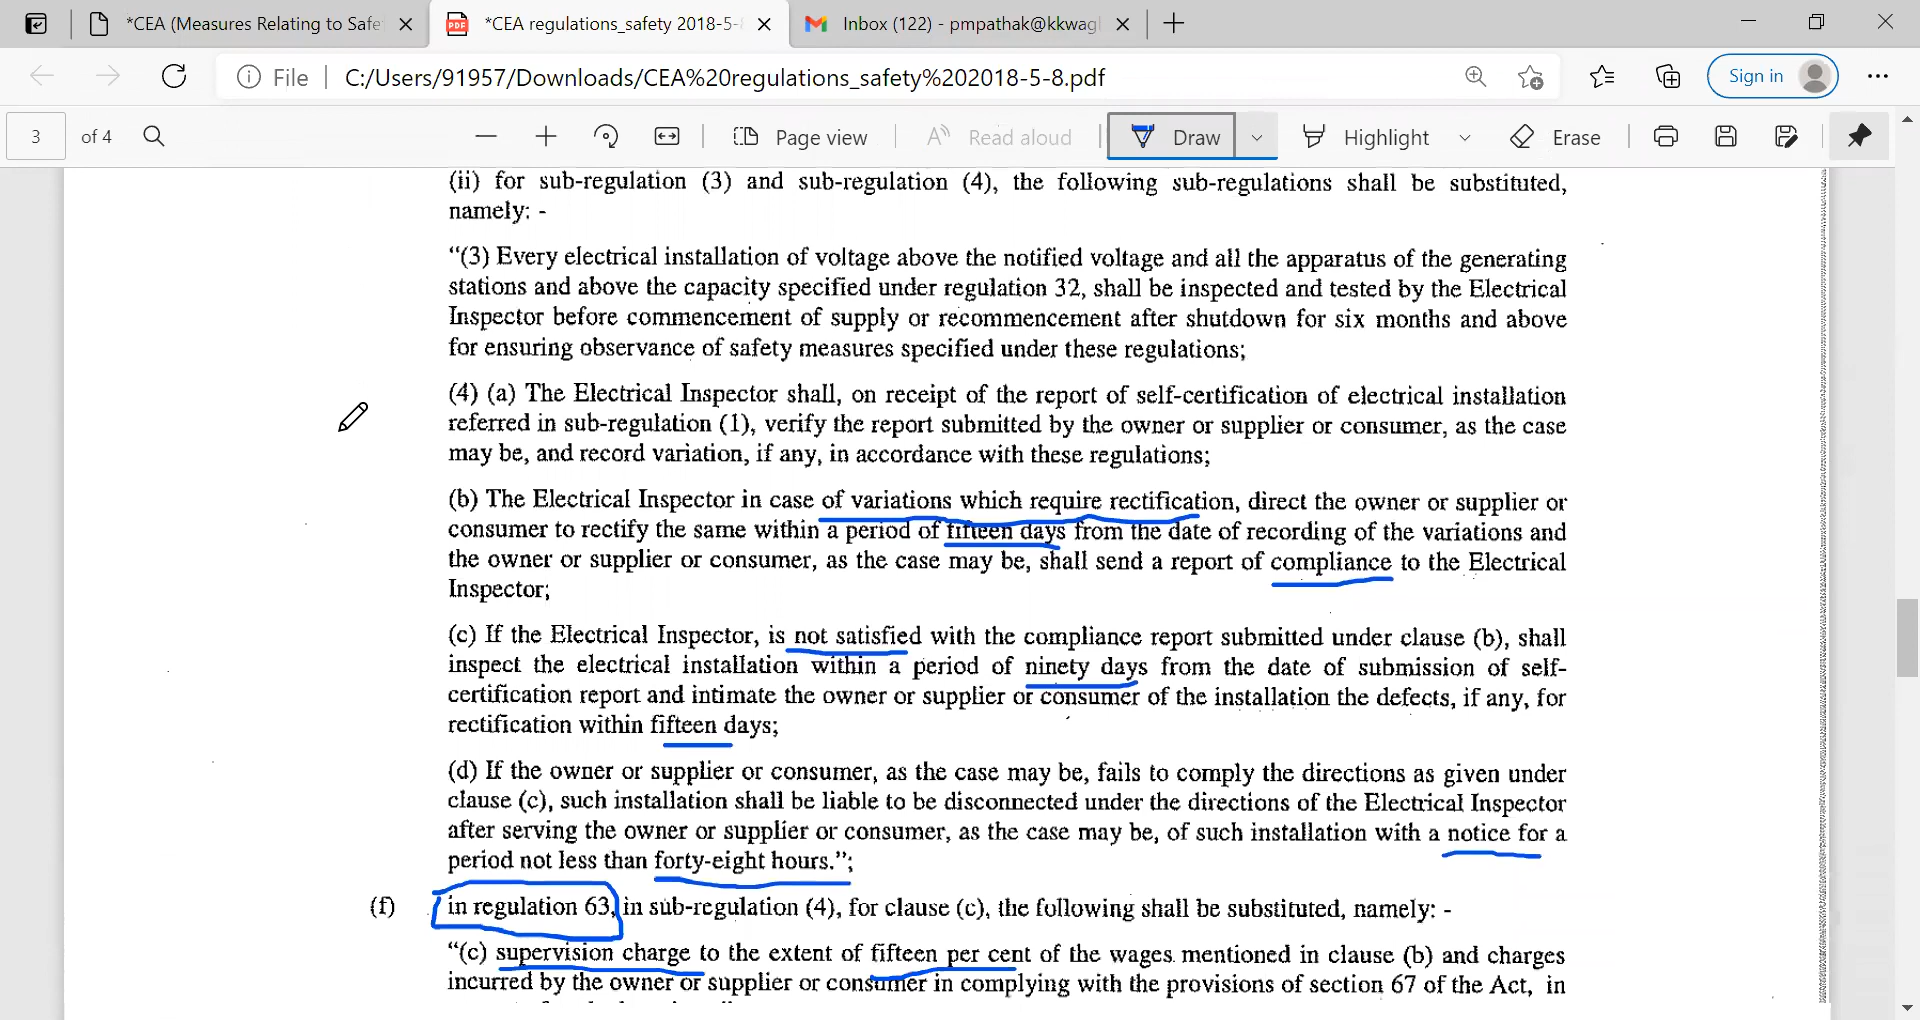 *CEA (Measures Relating to Safe
*CEA regulations_safety 2018-5-
Inbox (122) - pmpathak@kkwag
File
C:/Users/91957/Downloads/CEA%20regulations_safety%202018-5-8.pdf
Sign in
3 of 4
Page view
Read aloud
Draw
Highlight
Erase
(ii) for sub-regulation (3) and sub-regulation (4), the following sub-regulations shall be substituted,
namely: -
“(3) Every electrical installation of voltage above the notified voltage and all the apparatus of the generating
stations and above the capacity specified under regulation 32, shall be inspected and tested by the Electrical
Inspector before commencement of supply or recommencement after shutdown for six months and above
for ensuring observance of safety measures specified under these regulations;
(4) (a) The Electrical Inspector shall, on receipt of the report of self-certification of electrical installation
referred in sub-regulation (1), verify the report submitted by the owner or supplier or consumer, as the case
may be, and record variation, if any, in accordance with these regulations;
(b) The Electrical Inspector in case of variations which require rectification, direct the owner or supplier or
consumer to rectify the same within a period of fifteen days from the date of recording of the variations and
the owner or supplier or consumer, as the case may be, shall send a report of compliance to the Electrical
Inspector;
(c) If the Electrical Inspector, is not satisfied with the compliance report submitted under clause (b), shall
inspect the electrical installation within a period of ninety days from the date of submission of self-
certification report and intimate the owner or supplier or consumer of the installation the defects, if any, for
rectification within fifteen days;
(d) If the owner or supplier or consumer, as the case may be, fails to comply the directions as given under
clause (c), such installation shall be liable to be disconnected under the directions of the Electrical Inspector
after serving the owner or supplier or consumer, as the case may be, of such installation with a notice for a
period not less than forty-eight hours.”;
(f) in regulation 63, in sub-regulation (4), for clause (c), the following shall be substituted, namely: -
“(c) supervision charge to the extent of fifteen per cent of the wages mentioned in clause (b) and charges
incurred by the owner or supplier or consumer in complying with the provisions of section 67 of the Act, in